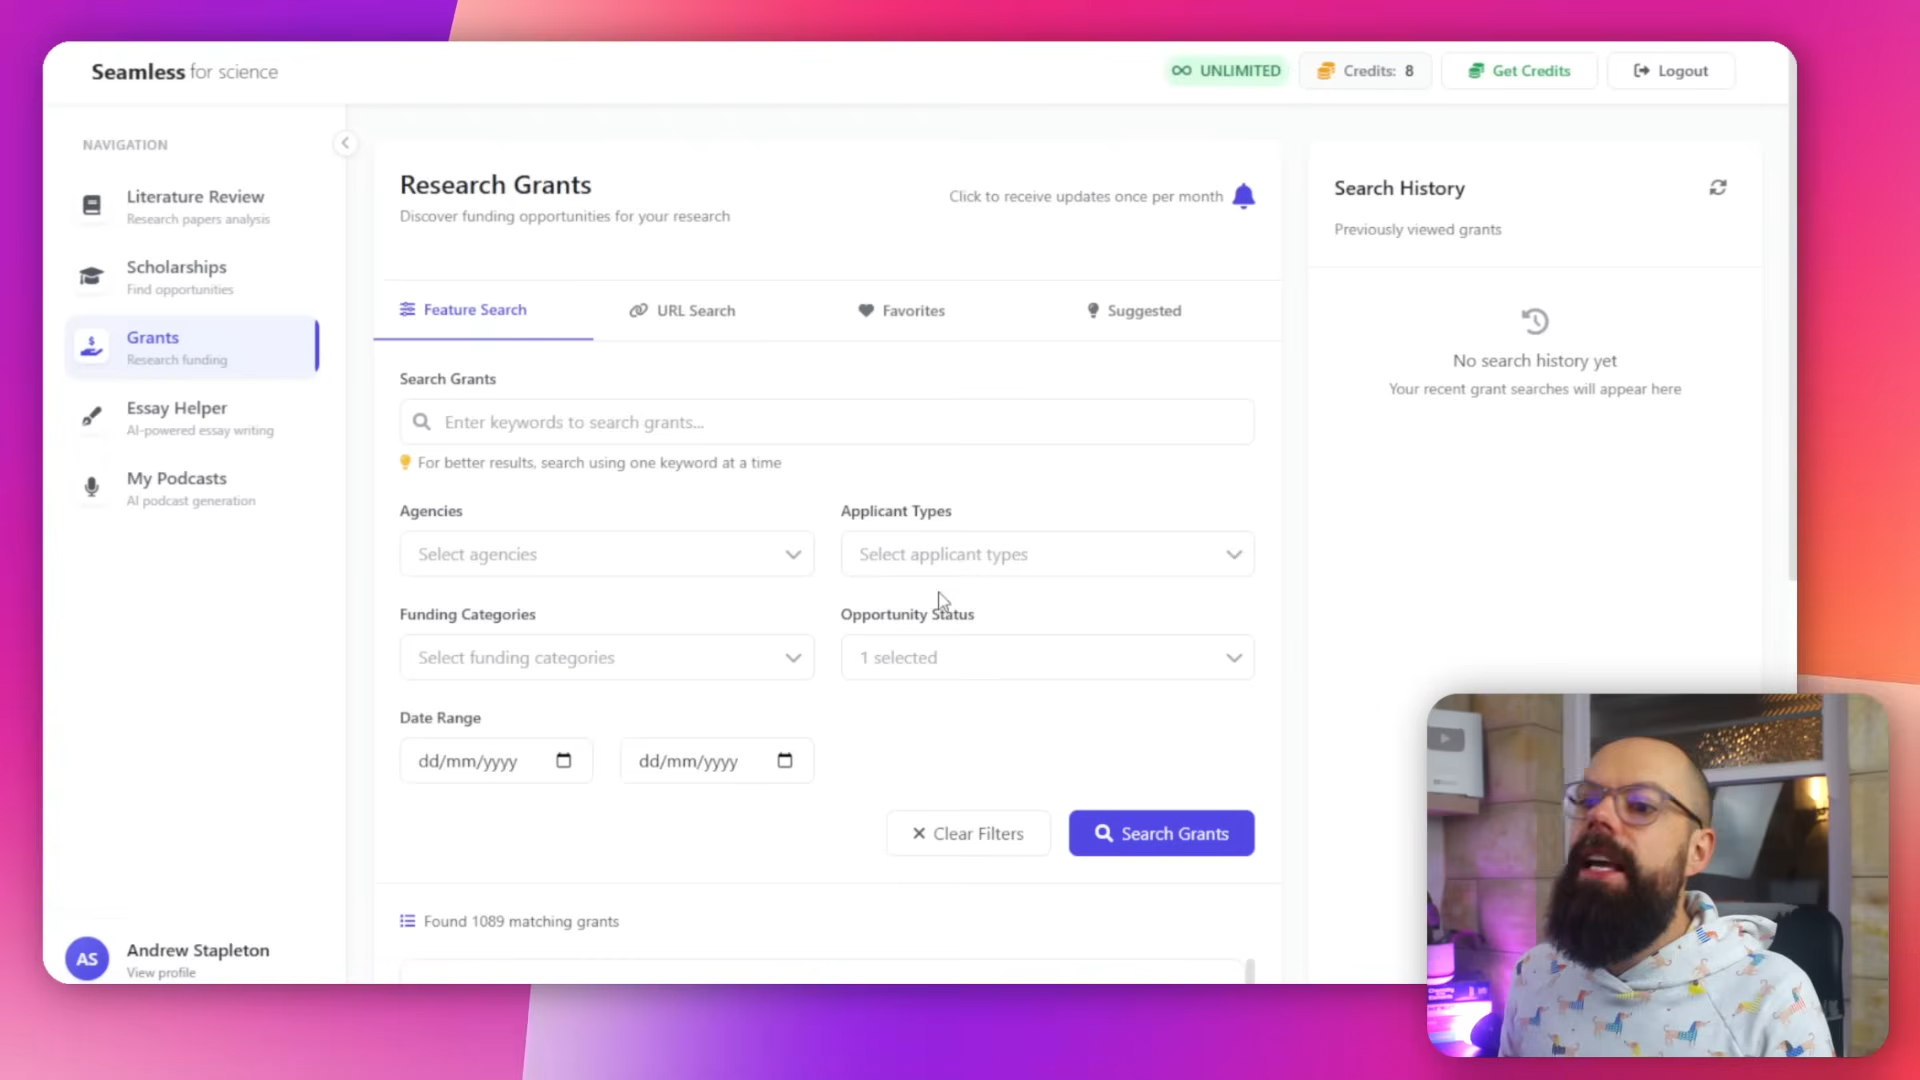 Seamless for science
UNLIMITED
Credits: 8
Get Credits
Logout
NAVIGATION
Literature Review
Research papers analysis
Scholarships
Find opportunities
Grants
Research funding
Essay Helper
AI-powered essay writing
My Podcasts
AI podcast generation
AS
Andrew Stapleton
View profile
Research Grants
Discover funding opportunities for your research
Click to receive updates once per month
Feature Search
URL Search
Favorites
Suggested
Search Grants
Enter keywords to search grants...
For better results, search using one keyword at a time
Agencies
Select agencies
Applicant Types
Select applicant types
Funding Categories
Select funding categories
Opportunity Status
1 selected
Date Range
dd/mm/yyyy
dd/mm/yyyy
Clear Filters
Search Grants
Found 1089 matching grants
Search History
Previously viewed grants
No search history yet
Your recent grant searches will appear here